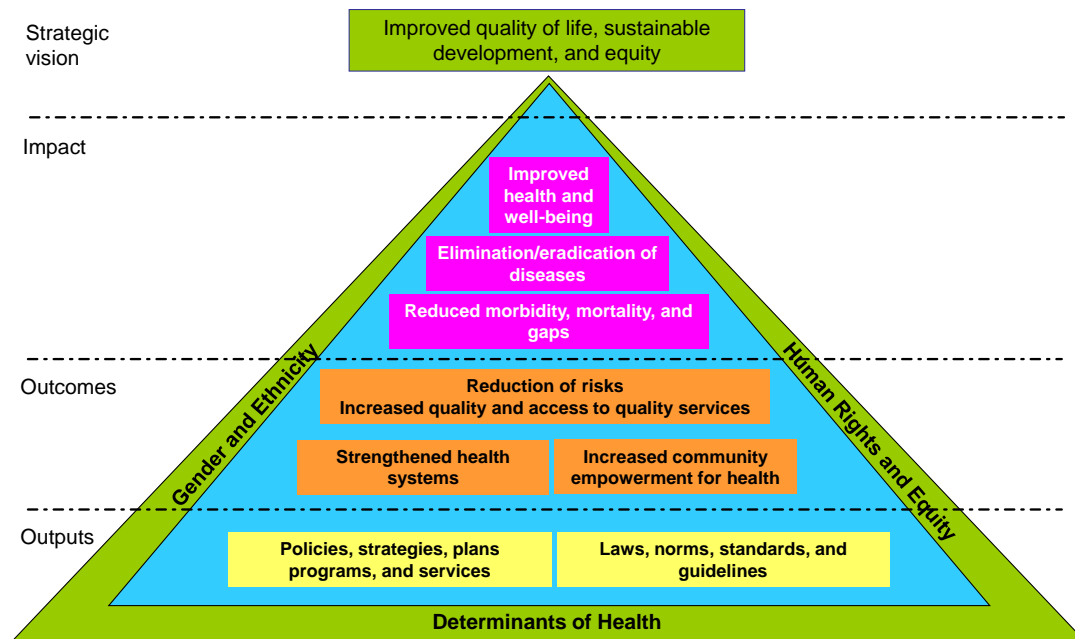 Strategic
vision
Improved quality of life, sustainable
development, and equity
Impact
Improved
health and
well-being
Elimination/eradication of
diseases
Reduced morbidity, mortality, and
gaps
Gender and Ethnicity
Human Rights and Equity
Outcomes
Reduction of risks
Increased quality and access to quality services
Strengthened health
systems
Increased community
empowerment for health
Outputs
Policies, strategies, plans
programs, and services
Laws, norms, standards, and
guidelines
Determinants of Health